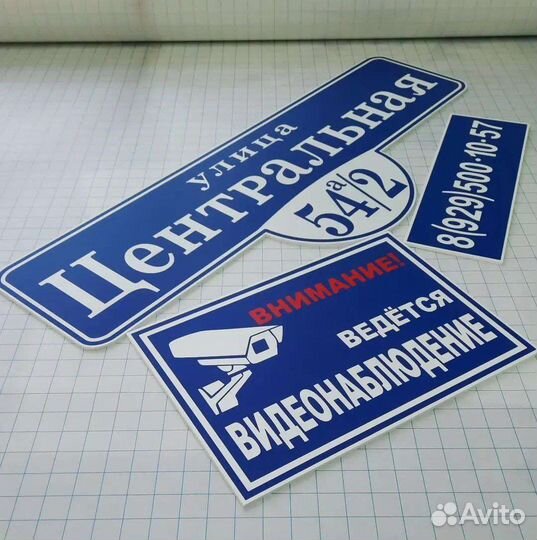 улица
Центральная
54а/2
8(929)500-10-57
ВНИМАНИЕ!
ВЕДЁТСЯ
ВИДЕОНАБЛЮДЕНИЕ
Avito